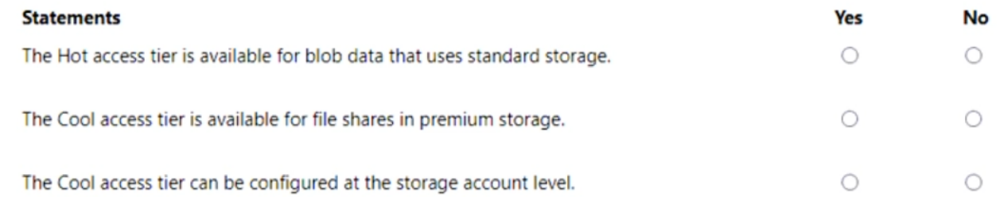 Statements Yes No
The Hot access tier is available for blob data that uses standard storage.
The Cool access tier is available for file shares in premium storage.
The Cool access tier can be configured at the storage account level.